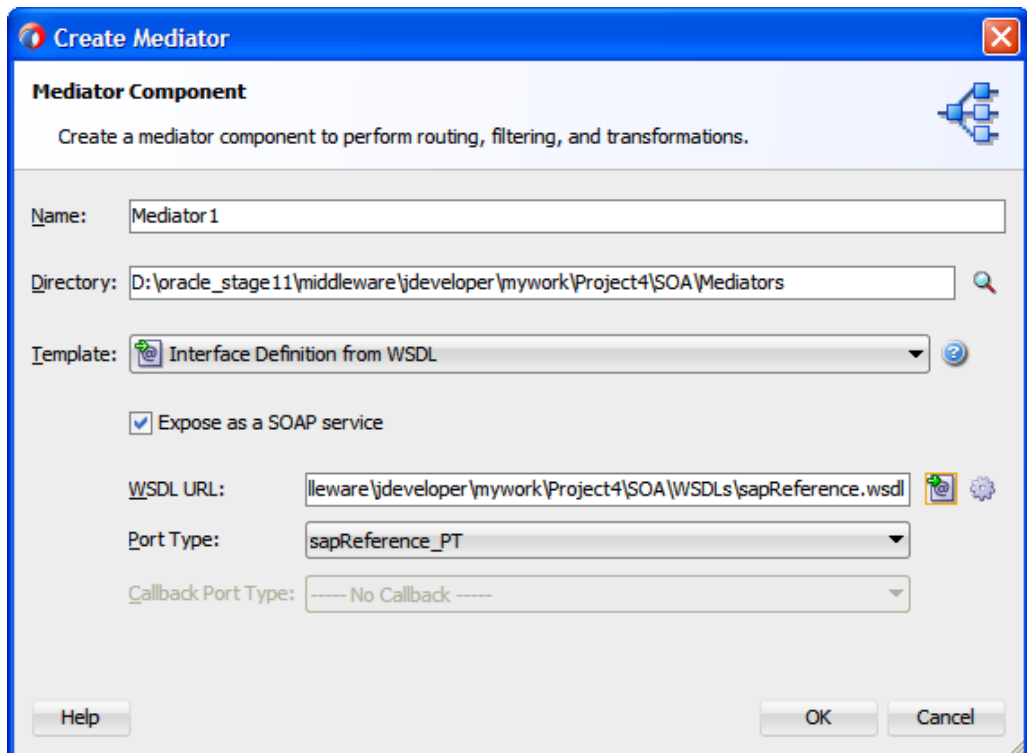 Create Mediator
Mediator Component
Create a mediator component to perform routing, filtering, and transformations.
Name: Mediator1
Directory: D:\oracle_stage11\middleware\jdeveloper\mywork\Project4\SOA\Mediators
Template: Interface Definition from WSDL
Expose as a SOAP service
WSDL URL: lleware\jdeveloper\mywork\Project4\SOA\WSDLs\sapReference.wsdl
Port Type: sapReference_PT
Callback Port Type: ----- No Callback -----
Help OK Cancel